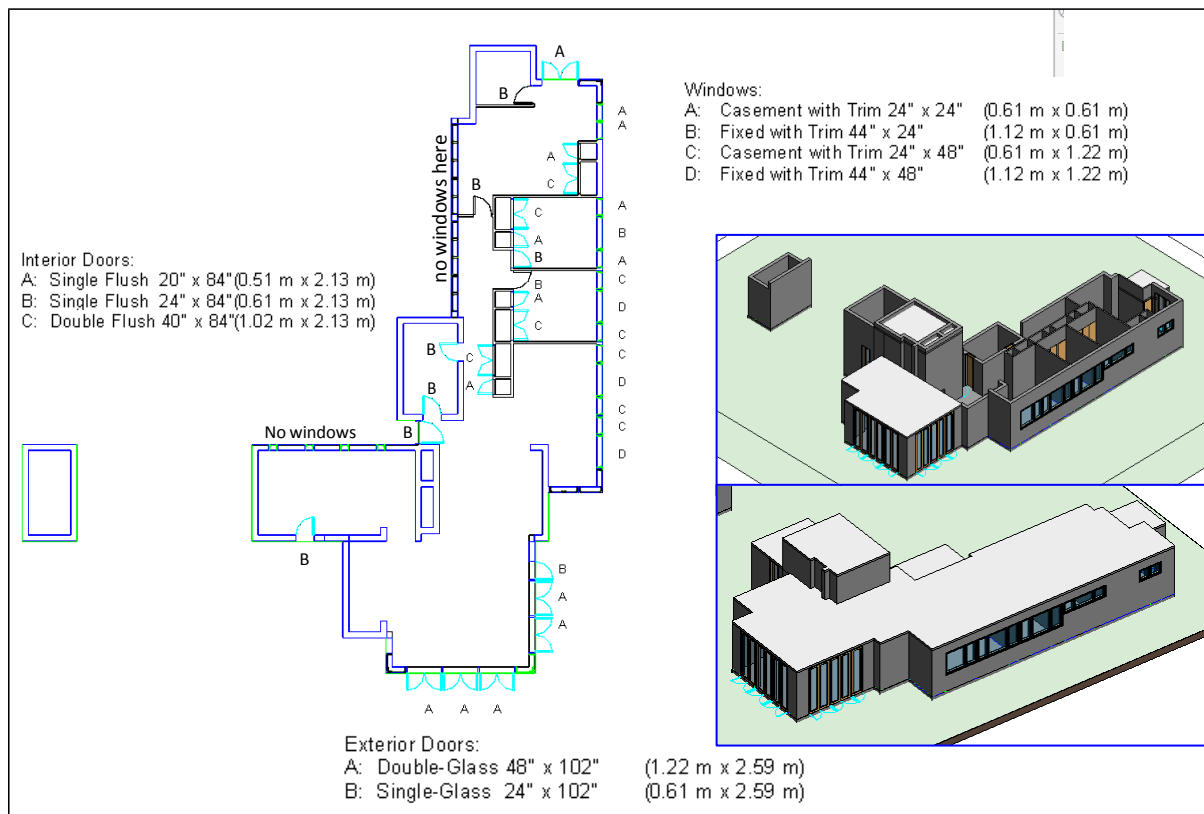 A
B
Windows:
A: Casement with Trim 24" x 24" (0.61 m x 0.61 m)
B: Fixed with Trim 44" x 24" (1.12 m x 0.61 m)
C: Casement with Trim 24" x 48" (0.61 m x 1.22 m)
D: Fixed with Trim 44" x 48" (1.12 m x 1.22 m)
A
A
no windows here
A
C
B
C
A
B
A
B
A
Interior Doors:
A: Single Flush 20" x 84"(0.51 m x 2.13 m)
B: Single Flush 24" x 84"(0.61 m x 2.13 m)
C: Double Flush 40" x 84"(1.02 m x 2.13 m)
B
A
C
C
D
C
B
C
A
C
D
C
B
B
C
D
No windows
B
B
A
A
A A A
Exterior Doors:
A: Double-Glass 48" x 102" (1.22 m x 2.59 m)
B: Single-Glass 24" x 102" (0.61 m x 2.59 m)